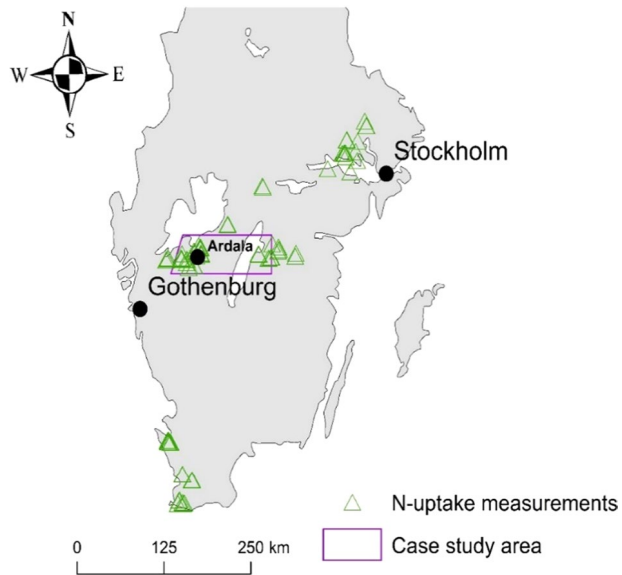 N
W E
S
Stockholm
Ardala
Gothenburg
N-uptake measurements
Case study area
0 125 250 km